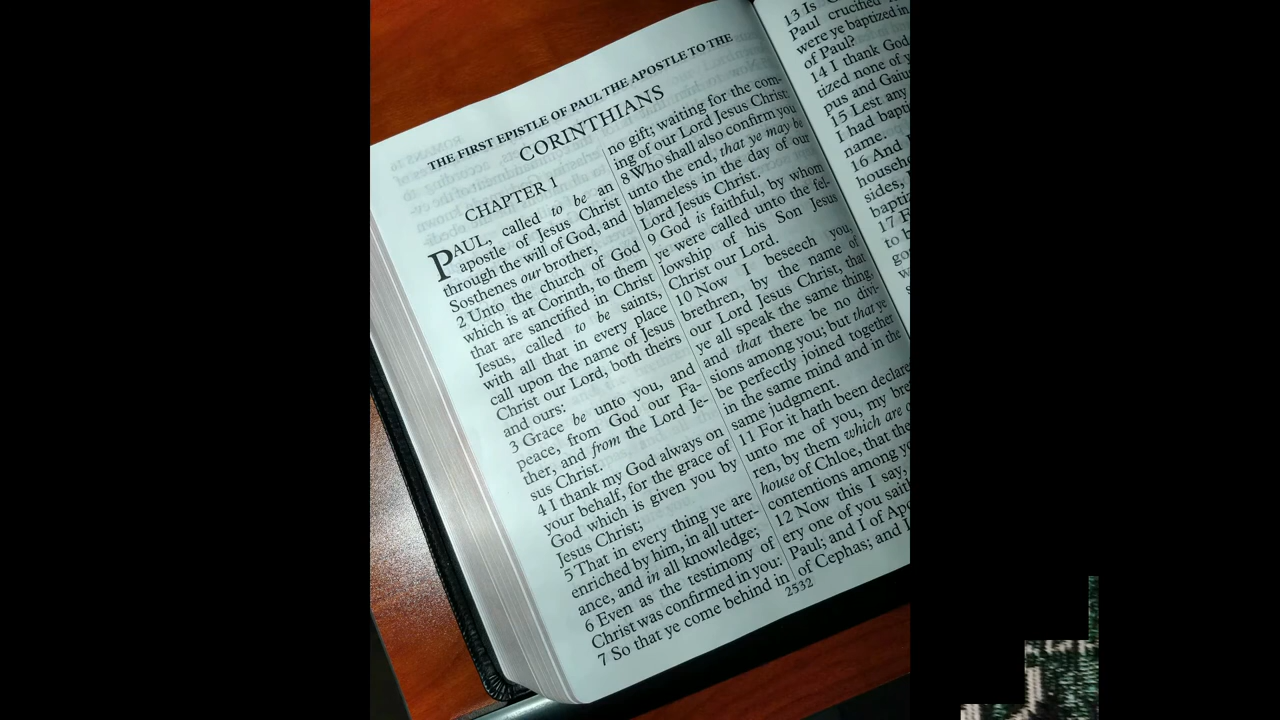 THE FIRST EPISTLE OF PAUL THE APOSTLE TO THE
CORINTHIANS
CHAPTER 1
PAUL, called to be an
apostle of Jesus Christ
through the will of God, and
Sosthenes our brother,
2 Unto the church of God
which is at Corinth, to them
that are sanctified in Christ
Jesus, called to be saints,
with all that in every place
call upon the name of Jesus
Christ our Lord, both theirs
and ours:
3 Grace be unto you, and
peace, from God our Fa-
ther, and from the Lord Je-
sus Christ.
4 I thank my God always on
your behalf, for the grace of
God which is given you by
Jesus Christ;
5 That in every thing ye are
enriched by him, in all utter-
ance, and in all knowledge;
6 Even as the testimony of
Christ was confirmed in you:
7 So that ye come behind in
no gift; waiting for the com-
ing of our Lord Jesus Christ:
8 Who shall also confirm you
unto the end, that ye may be
blameless in the day of our
Lord Jesus Christ.
9 God is faithful, by whom
ye were called unto the fel-
lowship of his Son Jesus
Christ our Lord.
10 Now I beseech you,
brethren, by the name of
our Lord Jesus Christ, that
ye all speak the same thing,
and that there be no divi-
sions among you; but that ye
be perfectly joined together
in the same mind and in the
same judgment.
11 For it hath been declare
unto me of you, my bre
ren, by them which are
house of Chloe, that the
contentions among
12 Now this I say,
ery one of you sait
Paul; and I of Apo
of Cephas; and I
2532
13 Is
Paul crucified
were ye baptized in
of Paul?
14 I thank God
tized none of
pus and Gaiu
15 Lest any
I had bapti
name.
16 And
househ
sides,
baptiz
17 F
to